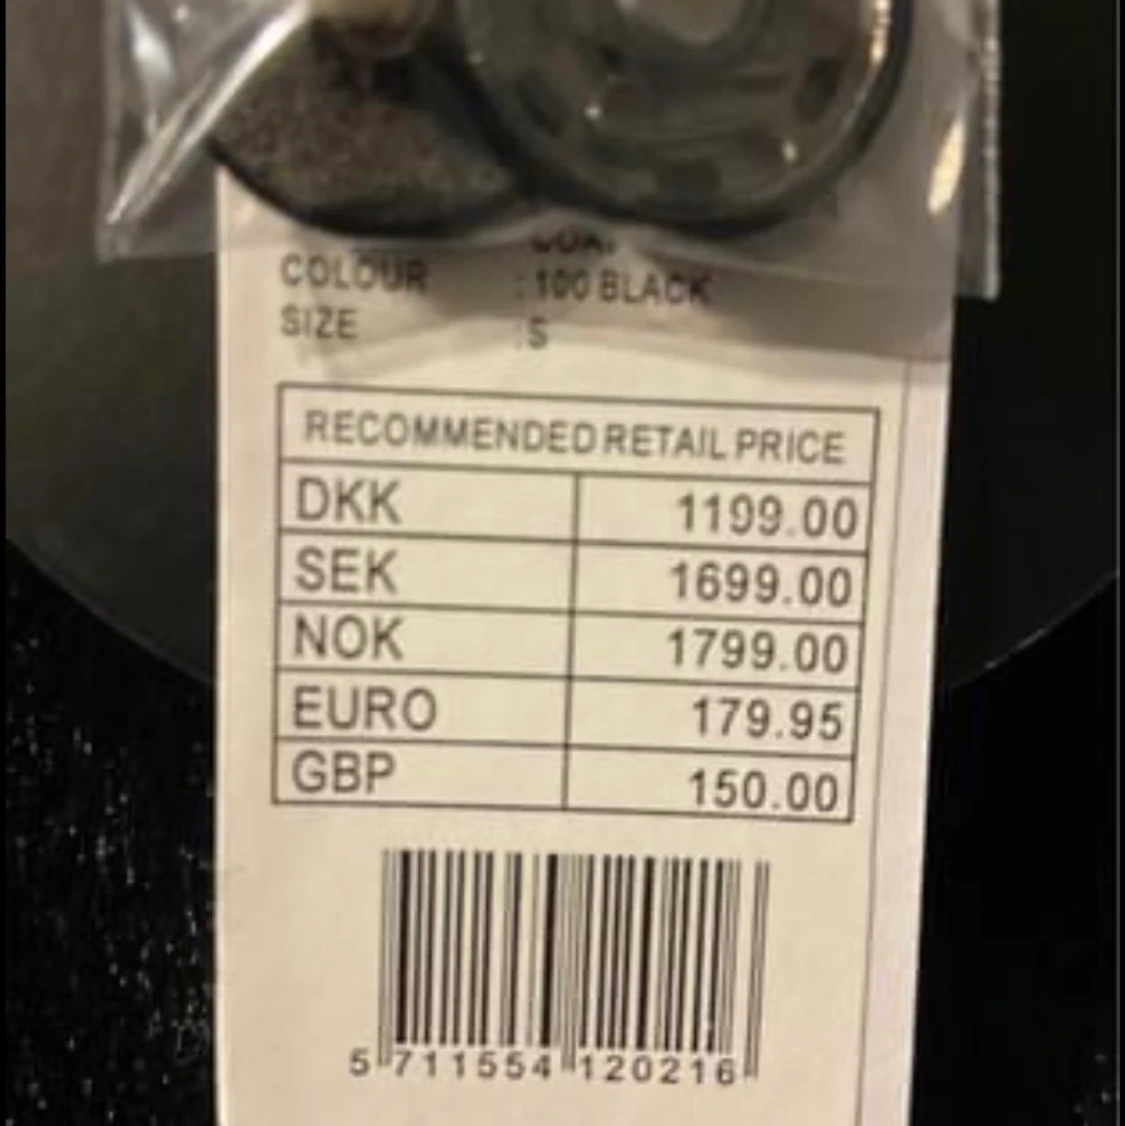 COLOUR : 100 BLACK
SIZE : S
RECOMMENDED RETAIL PRICE
DKK 1199.00
SEK 1699.00
NOK 1799.00
EURO 179.95
GBP 150.00
5 711554 120216